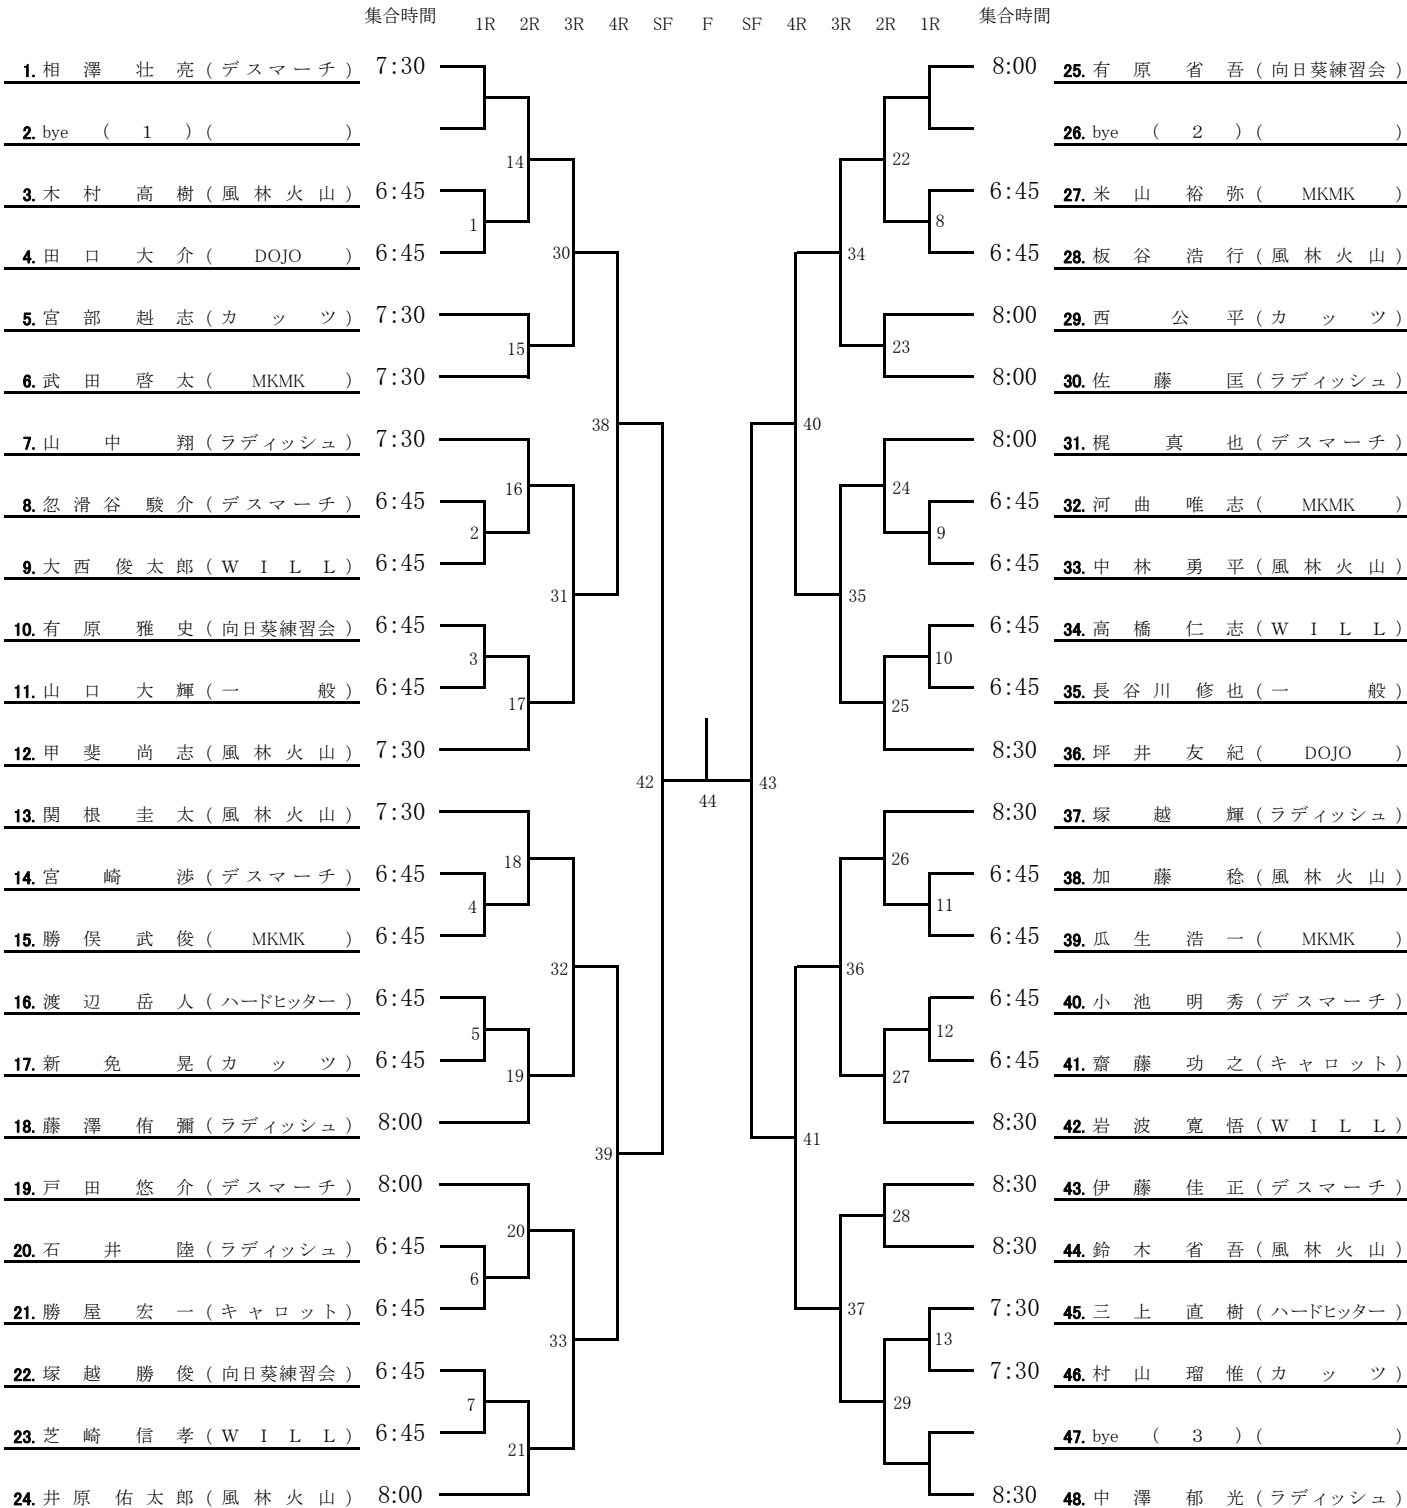 集合時間 1R 2R 3R 4R SF F SF 4R 3R 2R 1R 集合時間
1. 相澤 壮亮 (デスマーチ) 7:30
2. bye ( 1 ) ( )
3. 木村 高樹 (風林火山) 6:45
4. 田口 大介 ( DOJO ) 6:45
5. 宮部 赳志 (カッツ) 7:30
6. 武田 啓太 ( MKMK ) 7:30
7. 山中 翔 (ラディッシュ) 7:30
8. 忽滑谷 駿介 (デスマーチ) 6:45
9. 大西 俊太郎 (WILL) 6:45
10. 有原 雅史 (向日葵練習会) 6:45
11. 山口 大輝 (一般) 6:45
12. 甲斐 尚志 (風林火山) 7:30
13. 関根 圭太 (風林火山) 7:30
14. 宮崎 渉 (デスマーチ) 6:45
15. 勝俣 武俊 ( MKMK ) 6:45
16. 渡辺 岳人 (ハードヒッター) 6:45
17. 新免 晃 (カッツ) 6:45
18. 藤澤 侑彌 (ラディッシュ) 8:00
19. 戸田 悠介 (デスマーチ) 8:00
20. 石井 陸 (ラディッシュ) 6:45
21. 勝屋 宏一 (キャロット) 6:45
22. 塚越 勝俊 (向日葵練習会) 6:45
23. 芝崎 信孝 (WILL) 6:45
24. 井原 佑太郎 (風林火山) 8:00
1
2
3
4
5
6
7
14
15
16
17
18
19
20
21
30
31
32
33
38
39
42
44
43
40
41
34
35
36
37
22
23
24
25
26
27
28
29
8
9
10
11
12
13
8:00 25. 有原 省吾 (向日葵練習会)
26. bye ( 2 ) ( )
6:45 27. 米山 裕弥 ( MKMK )
6:45 28. 板谷 浩行 (風林火山)
8:00 29. 西 公平 (カッツ)
8:00 30. 佐藤 匡 (ラディッシュ)
8:00 31. 梶 真也 (デスマーチ)
6:45 32. 河曲 唯志 ( MKMK )
6:45 33. 中林 勇平 (風林火山)
6:45 34. 高橋 仁志 (WILL)
6:45 35. 長谷川 修也 (一般)
8:30 36. 坪井 友紀 ( DOJO )
8:30 37. 塚越 輝 (ラディッシュ)
6:45 38. 加藤 稔 (風林火山)
6:45 39. 瓜生 浩一 ( MKMK )
6:45 40. 小池 明秀 (デスマーチ)
6:45 41. 齋藤 功之 (キャロット)
8:30 42. 岩波 寛悟 (WILL)
8:30 43. 伊藤 佳正 (デスマーチ)
8:30 44. 鈴木 省吾 (風林火山)
7:30 45. 三上 直樹 (ハードヒッター)
7:30 46. 村山 瑠惟 (カッツ)
47. bye ( 3 ) ( )
8:30 48. 中澤 郁光 (ラディッシュ)